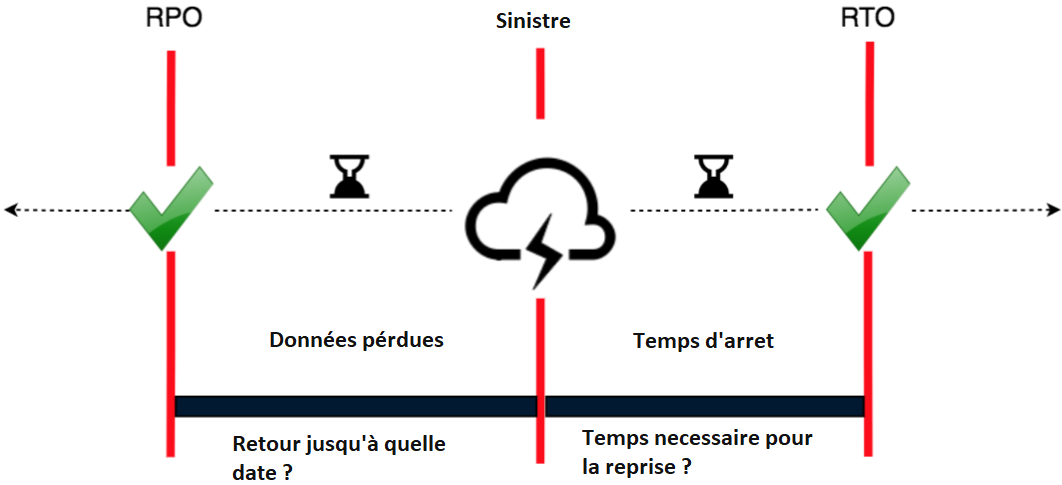 RPO
Sinistre
RTO
Données pérdues
Temps d'arret
Retour jusqu'à quelle
date ?
Temps necessaire pour
la reprise ?